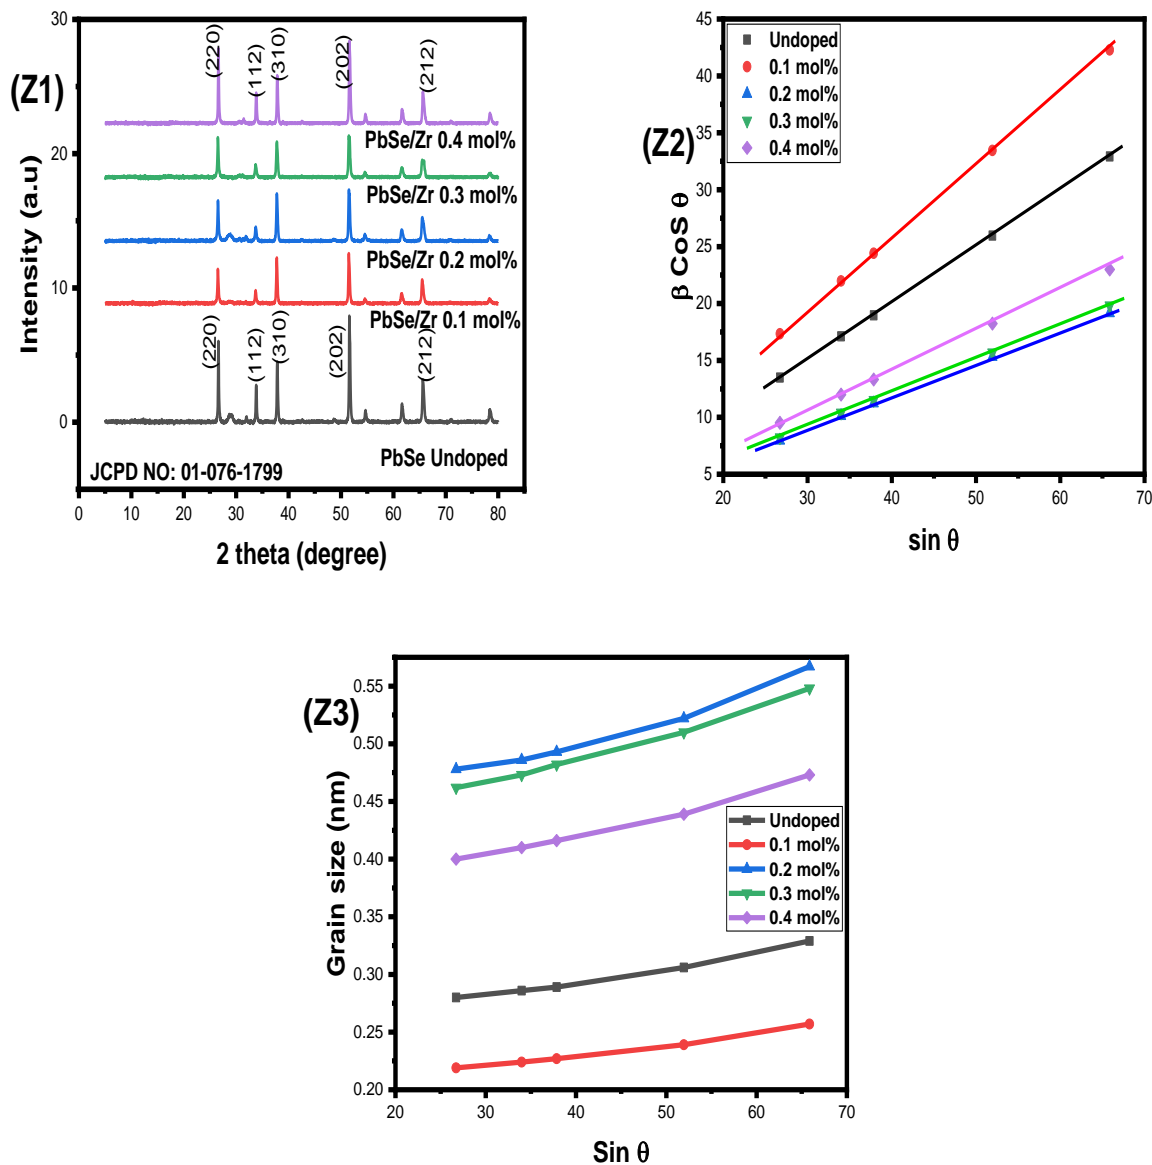 (Z1)
Intensity (a.u)
30
20
10
0
(220)
(112)
(310)
(202)
(212)
PbSe/Zr 0.4 mol%
PbSe/Zr 0.3 mol%
PbSe/Zr 0.2 mol%
PbSe/Zr 0.1 mol%
(220)
(112)
(310)
(202)
(212)
PbSe Undoped
JCPD NO: 01-076-1799
0 10 20 30 40 50 60 70 80
2 theta (degree)
(Z2)
β CoS θ
45
40
35
30
25
20
15
10
5
Undoped
0.1 mol%
0.2 mol%
0.3 mol%
0.4 mol%
20 30 40 50 60 70
sin θ
(Z3)
Grain size (nm)
0.55
0.50
0.45
0.40
0.35
0.30
0.25
0.20
Undoped
0.1 mol%
0.2 mol%
0.3 mol%
0.4 mol%
20 30 40 50 60 70
Sin θ